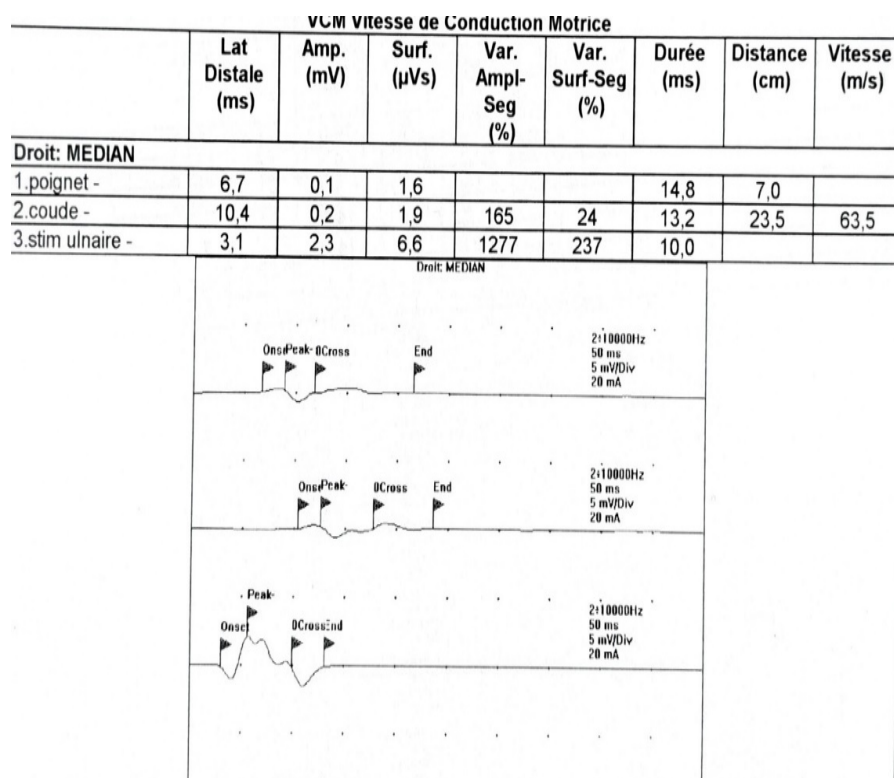 VCM Vitesse de Conduction Motrice
Lat Distale (ms) Amp. (mV) Surf. (µVs) Var. Ampl-Seg (%) Var. Surf-Seg (%) Durée (ms) Distance (cm) Vitesse (m/s)
Droit: MEDIAN
1.poignet - 6,7 0,1 1,6 14,8 7,0
2.coude - 10,4 0,2 1,9 165 24 13,2 23,5 63,5
3.stim ulnaire - 3,1 2,3 6,6 1277 237 10,0
Droit: MEDIAN
2:10000Hz
Peak- 0Cross End
50 ms
5 mV/Div
20 mA
2:10000Hz
Peak- 0Cross End
50 ms
5 mV/Div
20 mA
Peak-
2:10000Hz
Onset 0Cross End
50 ms
5 mV/Div
20 mA